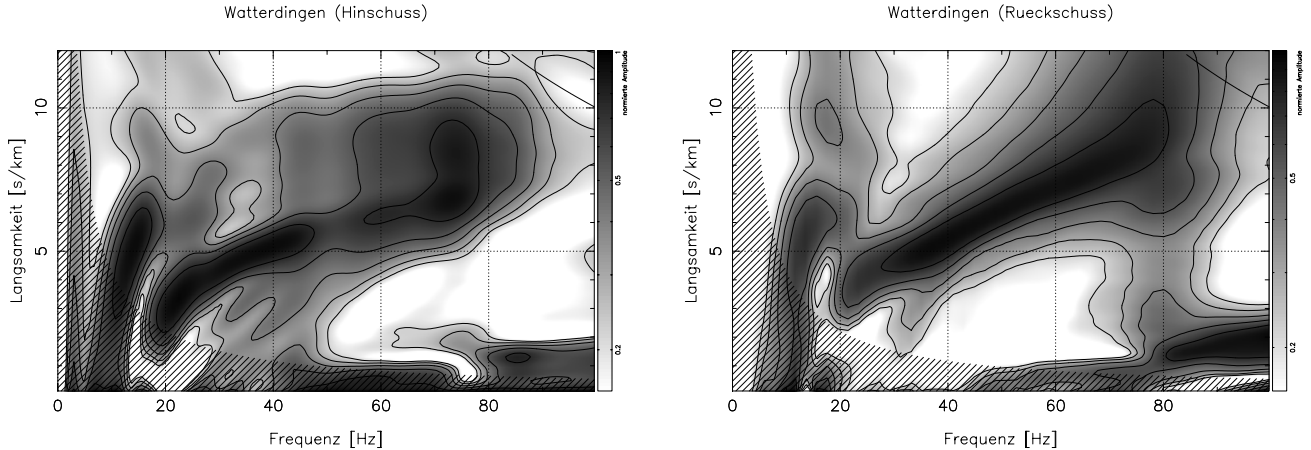 Watterdingen (Hinschuss)
Langsamkeit [s/km]
10
5
0 20 40 60 80
Frequenz [Hz]
1
normierte Amplitude
0.5
0.2
Watterdingen (Rueckschuss)
Langsamkeit [s/km]
10
5
0 20 40 60 80
Frequenz [Hz]
normierte Amplitude
0.5
0.2